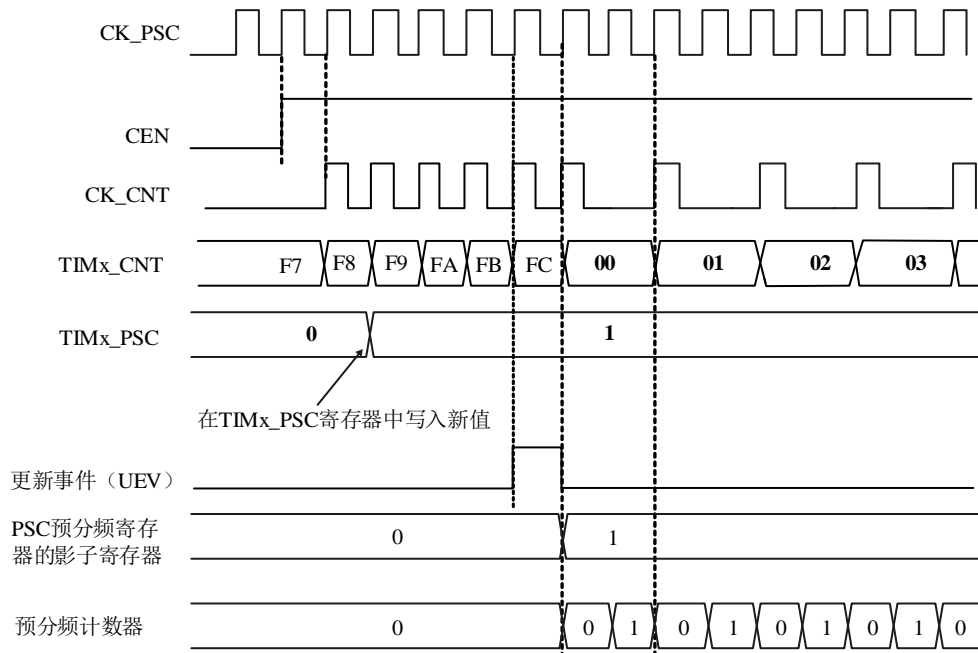 CK_PSC
CEN
CK_CNT
TIMx_CNT F7 F8 F9 FA FB FC 00 01 02 03
TIMx_PSC 0 1
在TIMx_PSC寄存器中写入新值
更新事件（UEV）
PSC预分频寄存
器的影子寄存器 0 1
预分频计数器 0 0 1 0 1 0 1 0 1 0